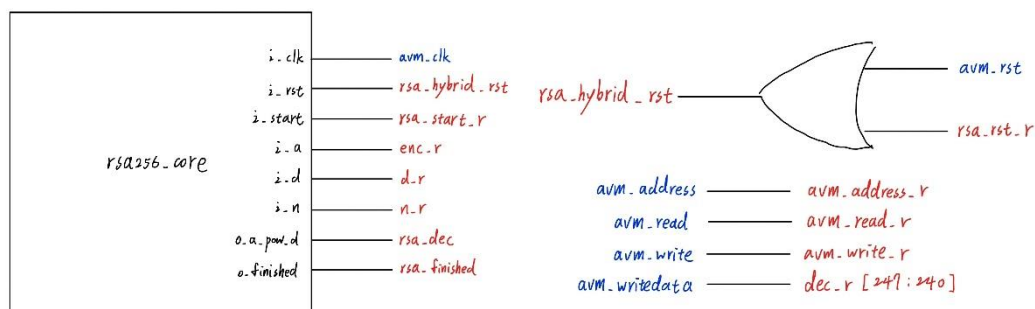 rsa256_core
i_clk
avm_clk
i_rst
rsa_hybrid_rst
i_start
rsa_start_r
i_a
enc_r
i_d
d_r
i_n
n_r
o_a_pow_d
rsa_dec
o_finished
rsa_finished
rsa_hybrid_rst
avm_rst
rsa_rst_r
avm_address
avm_address_r
avm_read
avm_read_r
avm_write
avm_write_r
avm_writedata
dec_r [247:240]